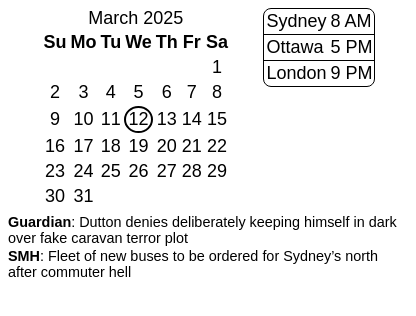 March 2025
Su Mo Tu We Th Fr Sa
1
2 3 4 5 6 7 8
9 10 11 12 13 14 15
16 17 18 19 20 21 22
23 24 25 26 27 28 29
30 31
Sydney 8 AM
Ottawa 5 PM
London 9 PM
Guardian: Dutton denies deliberately keeping himself in dark
over fake caravan terror plot
SMH: Fleet of new buses to be ordered for Sydney’s north
after commuter hell